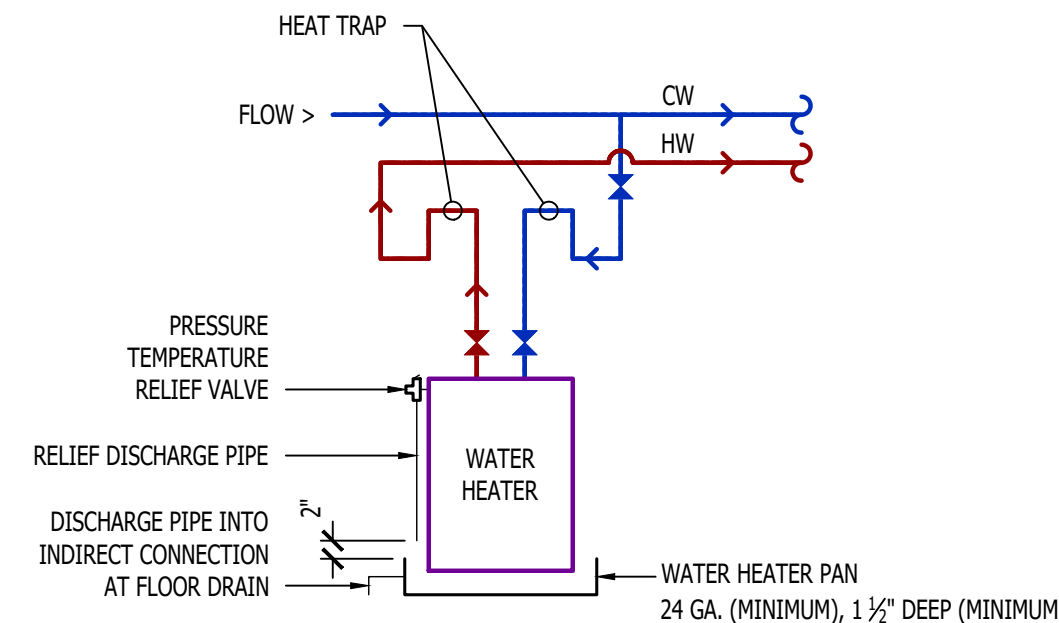 HEAT TRAP
FLOW >
CW
HW
PRESSURE
TEMPERATURE
RELIEF VALVE
RELIEF DISCHARGE PIPE
WATER
HEATER
2"
DISCHARGE PIPE INTO
INDIRECT CONNECTION
AT FLOOR DRAIN
WATER HEATER PAN
24 GA. (MINIMUM), 1 ½" DEEP (MINIMUM